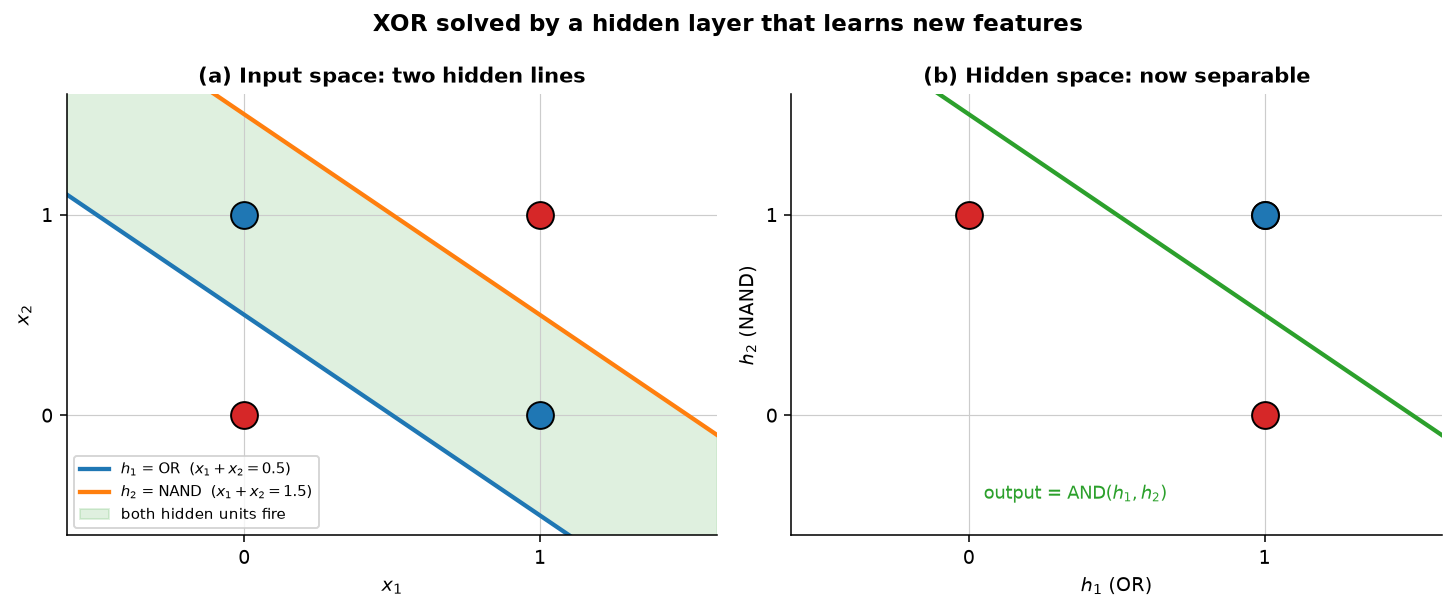 XOR solved by a hidden layer that learns new features
(a) Input space: two hidden lines
x₂
1
0
h₁ = OR (x₁ + x₂ = 0.5)
h₂ = NAND (x₁ + x₂ = 1.5)
both hidden units fire
0 1
x₁
(b) Hidden space: now separable
h₂ (NAND)
1
0
output = AND(h₁, h₂)
0 1
h₁ (OR)